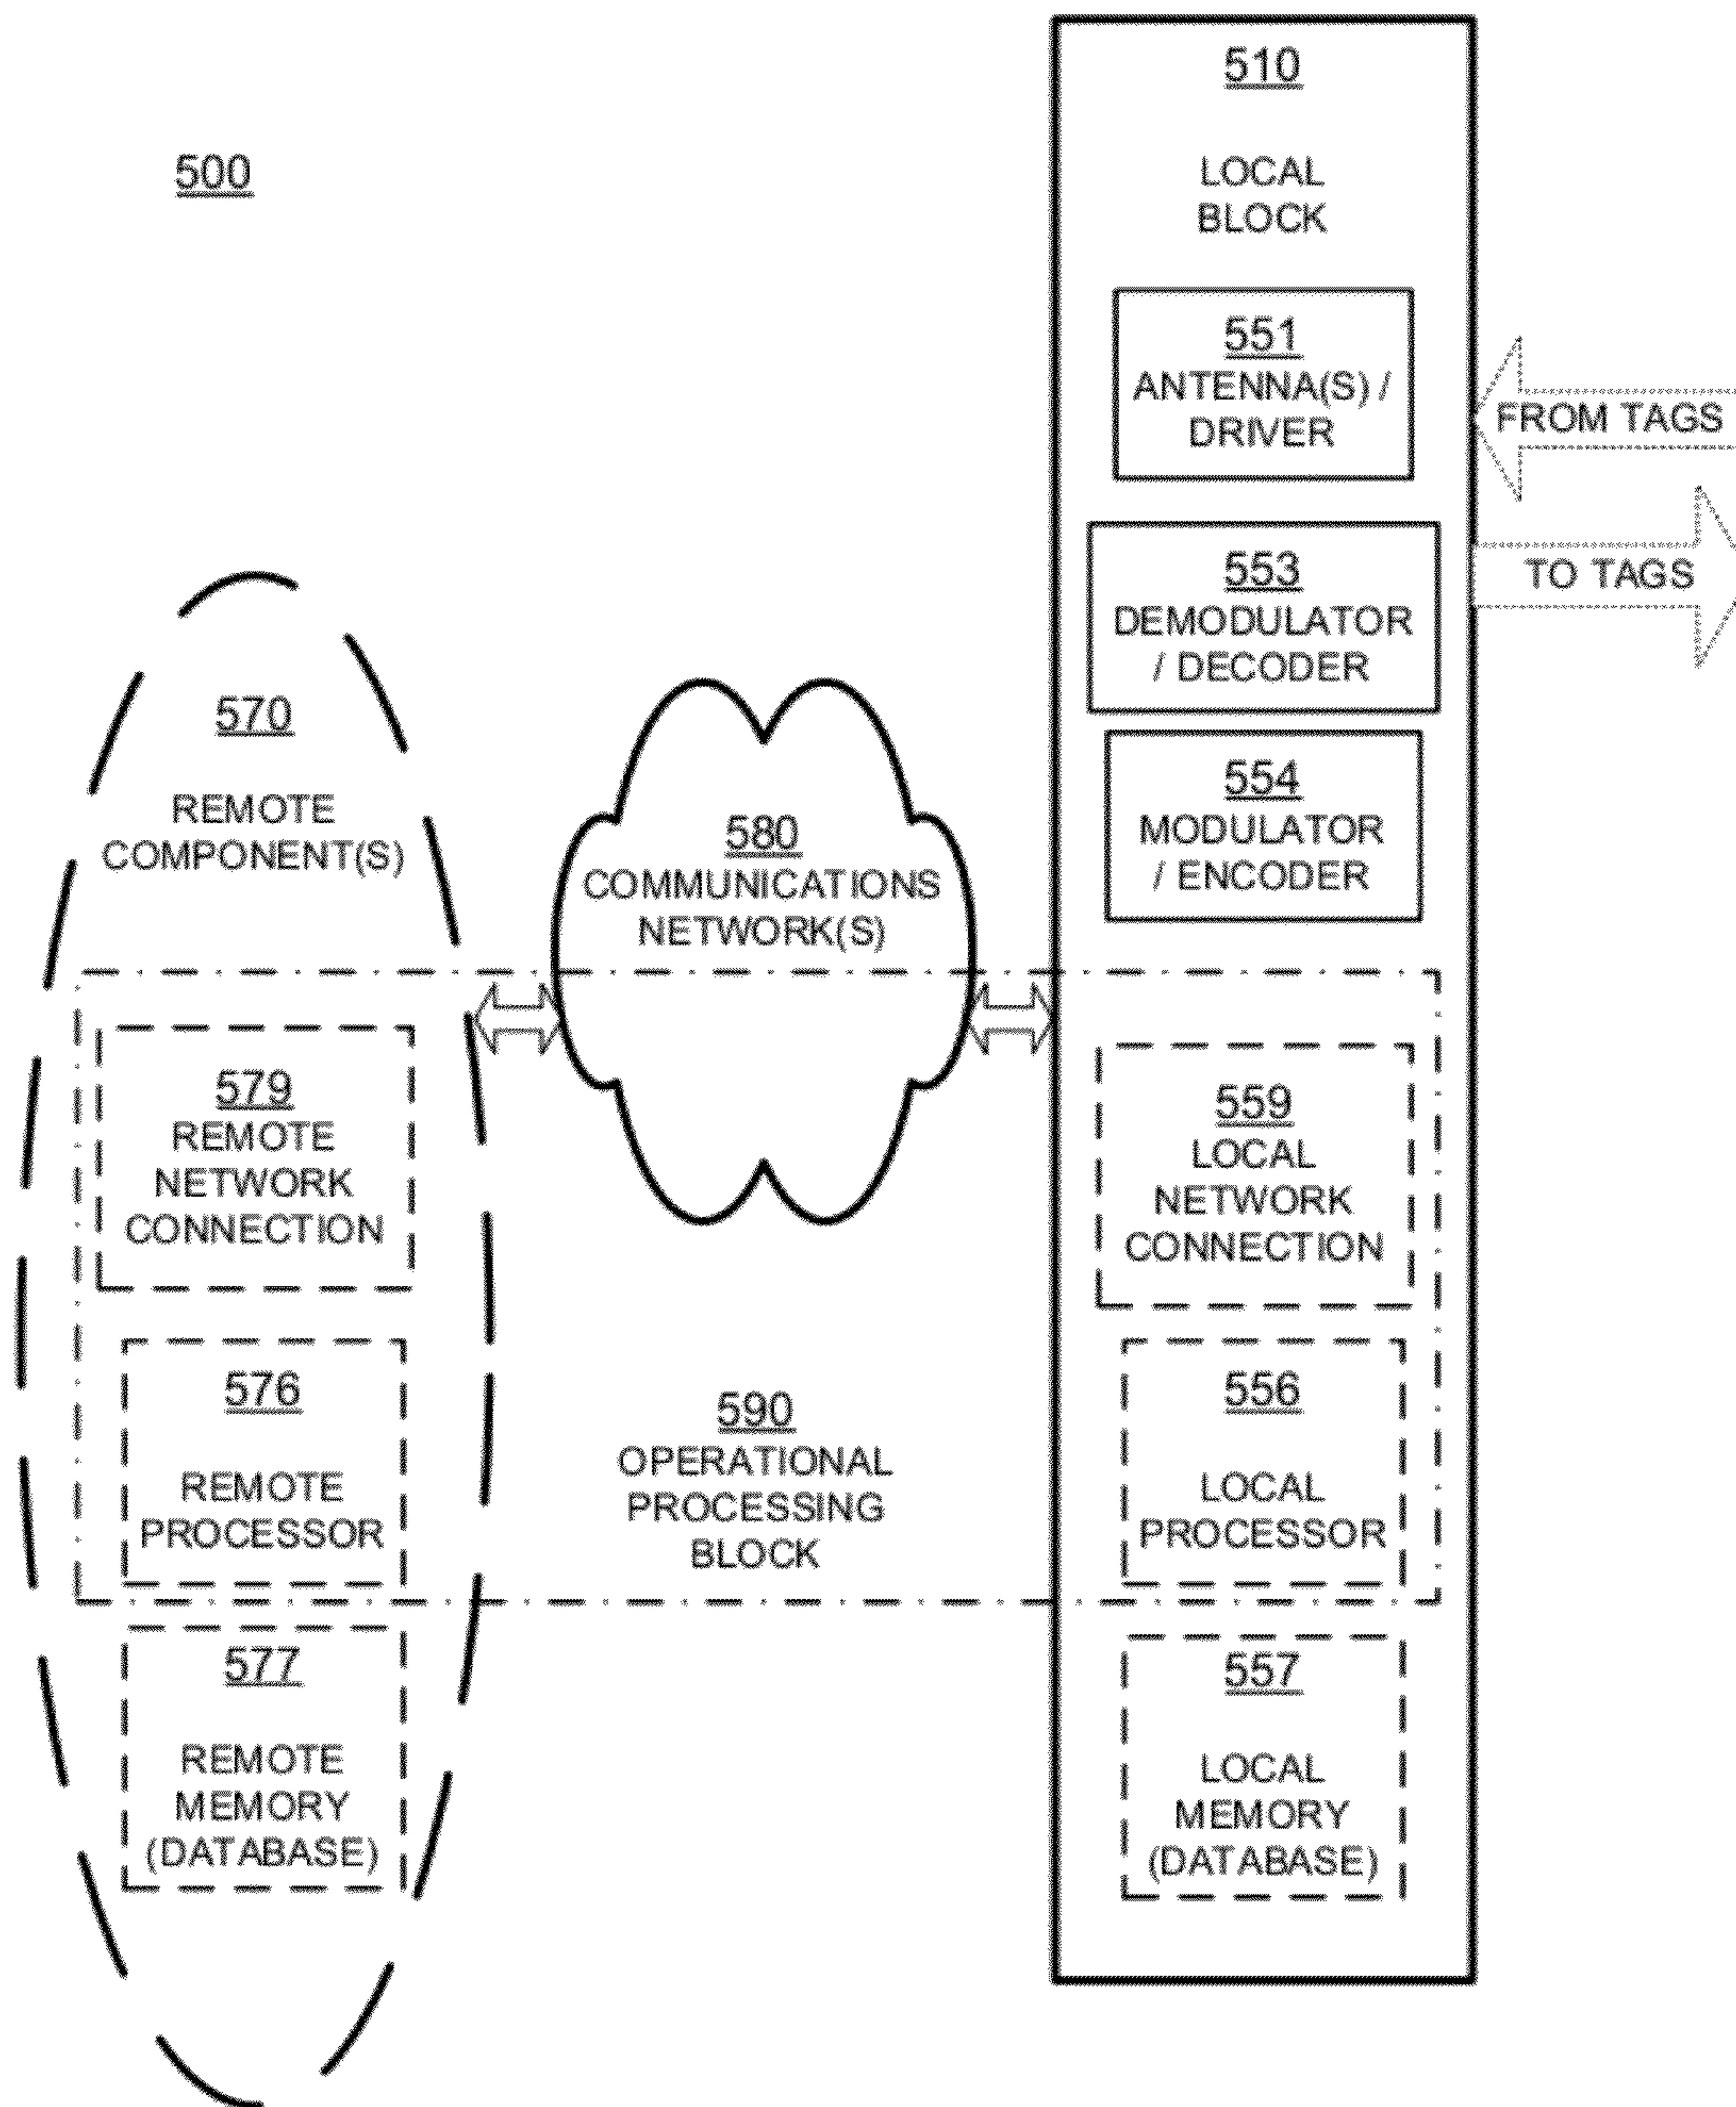 500
510
LOCAL
BLOCK
551
ANTENNA(S) /
DRIVER
FROM TAGS
TO TAGS
553
DEMODULATOR
/ DECODER
554
MODULATOR
/ ENCODER
570
REMOTE
COMPONENT(S)
580
COMMUNICATIONS
NETWORK(S)
579
REMOTE
NETWORK
CONNECTION
559
LOCAL
NETWORK
CONNECTION
576
REMOTE
PROCESSOR
590
OPERATIONAL
PROCESSING
BLOCK
556
LOCAL
PROCESSOR
577
REMOTE
MEMORY
(DATABASE)
557
LOCAL
MEMORY
(DATABASE)